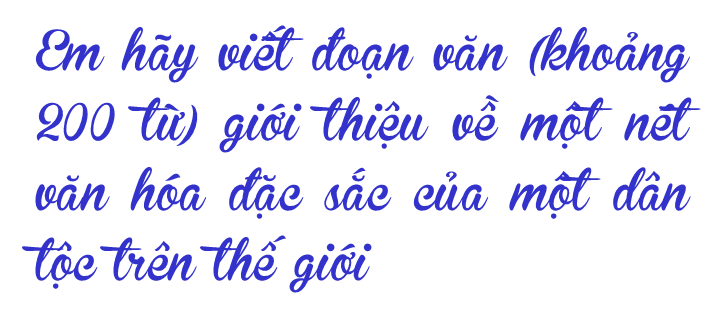 Em hãy viết đoạn văn (khoảng
200 từ) giới thiệu về một nét
văn hóa đặc sắc của một dân
tộc trên thế giới